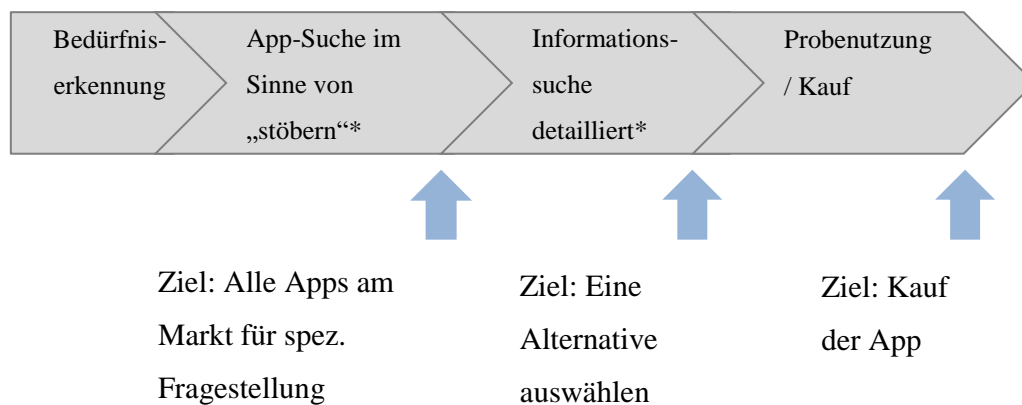 Bedürfnis-
erkennung
App-Suche im
Sinne von
„stöbern“*
Informations-
suche
detailliert*
Probenutzung
/ Kauf
Ziel: Alle Apps am
Markt für spez.
Fragestellung
Ziel: Eine
Alternative
auswählen
Ziel: Kauf
der App